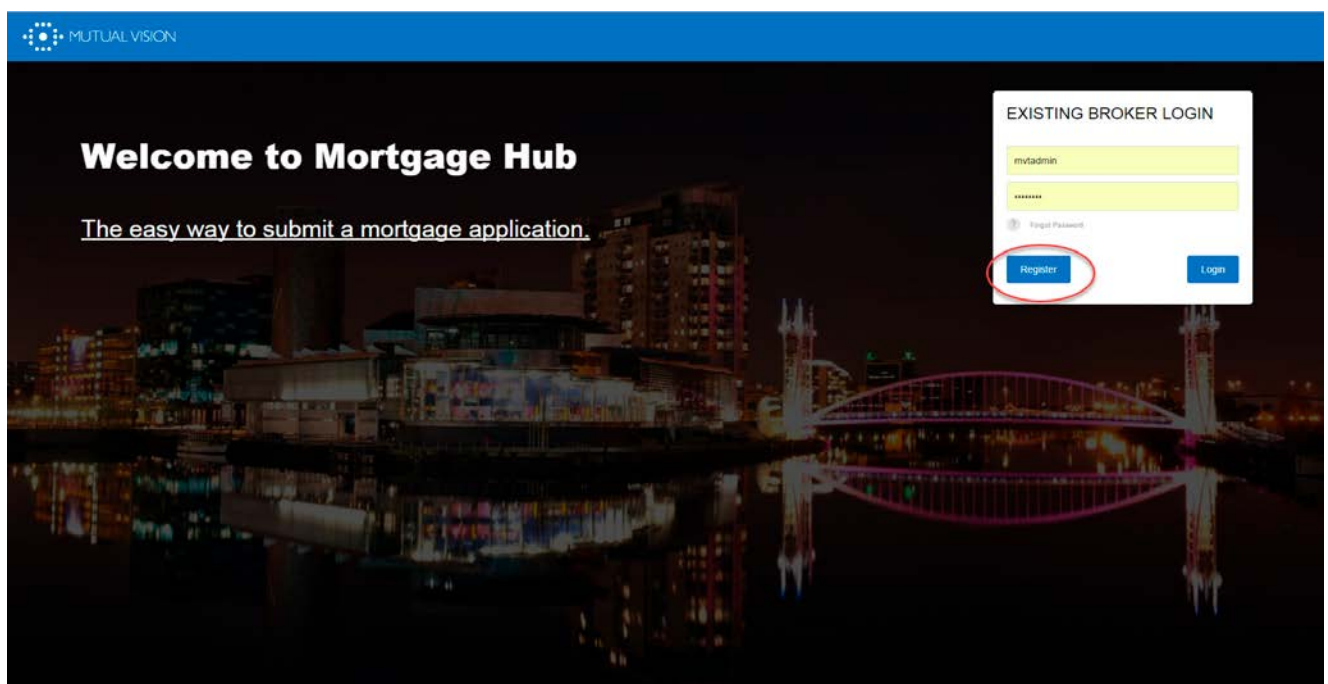 MUTUAL VISION
Welcome to Mortgage Hub
The easy way to submit a mortgage application.
EXISTING BROKER LOGIN
mvtadmin
••••••••
? Forgot Password
Register
Login